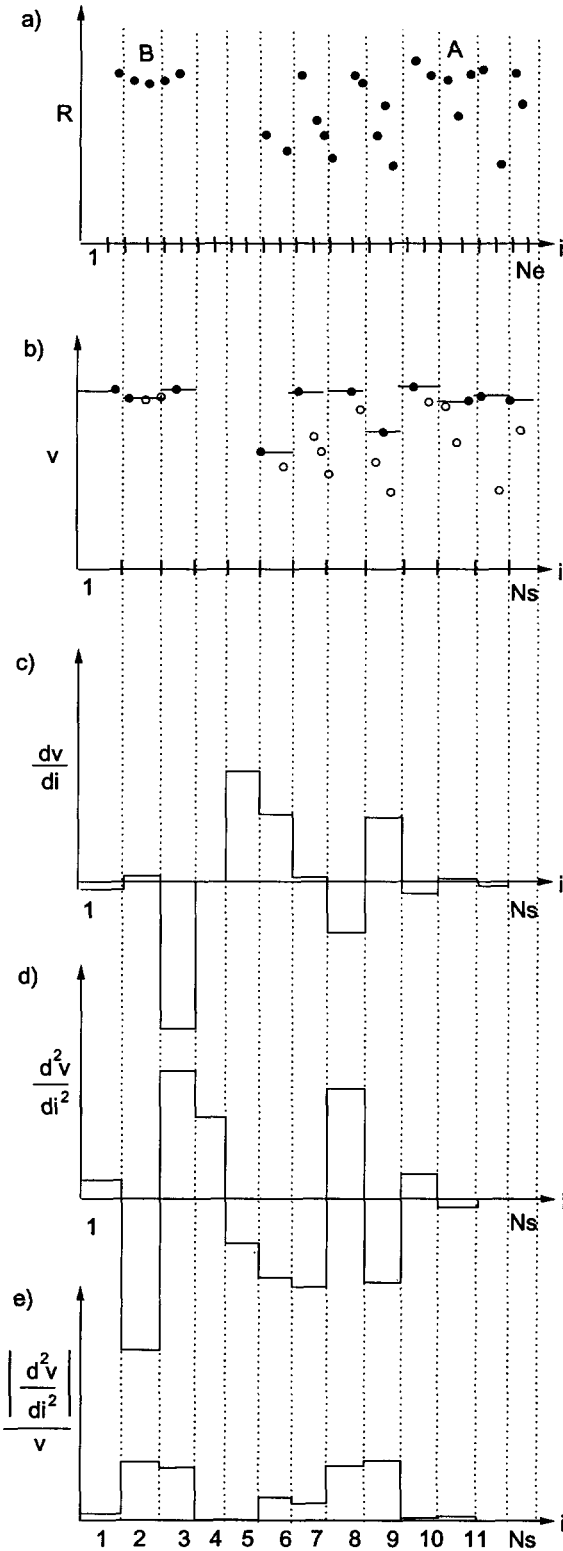 a)
B
A
R
1
i
Ne
b)
v
1
Ns
i
c)
dv
di
1
Ns
i
d)
d²v
di²
1
Ns
i
e)
d²v
di²
v
1 2 3 4 5 6 7 8 9 10 11 Ns
i